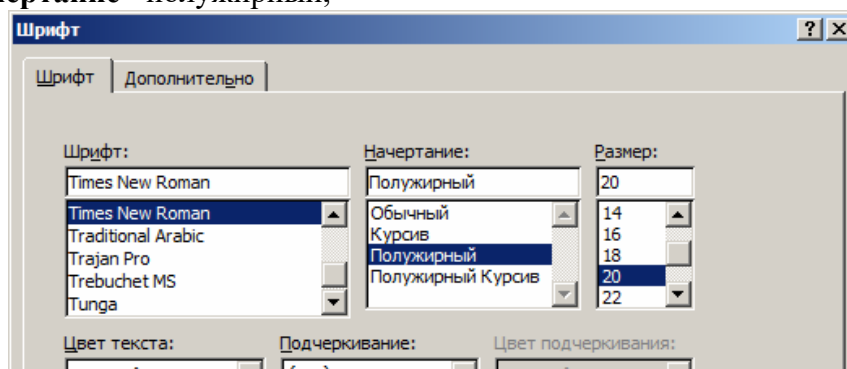 полужирный;
Шрифт
Шрифт Дополнительно
Шрифт: Начертание: Размер:
Times New Roman Полужирный 20
Times New Roman Обычный 14
Traditional Arabic Курсив 16
Trajan Pro Полужирный 18
Trebuchet MS Полужирный Курсив 20
Tunga 22
Цвет текста: Подчеркивание: Цвет подчеркивания: